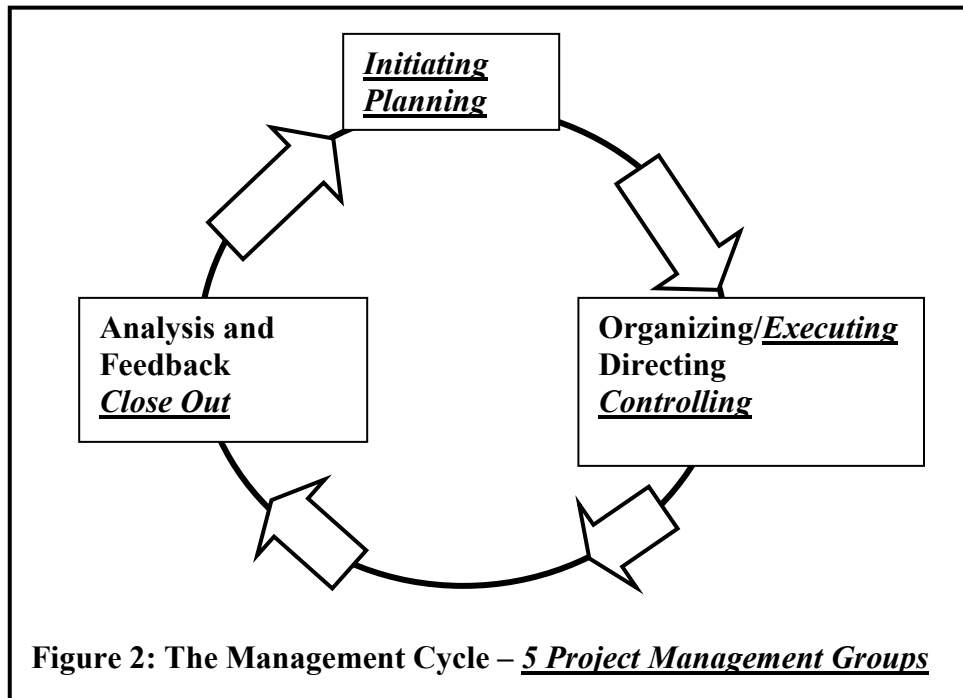 Initiating
Planning
Analysis and
Feedback
Close Out
Organizing/Executing
Directing
Controlling
Figure 2: The Management Cycle – 5 Project Management Groups